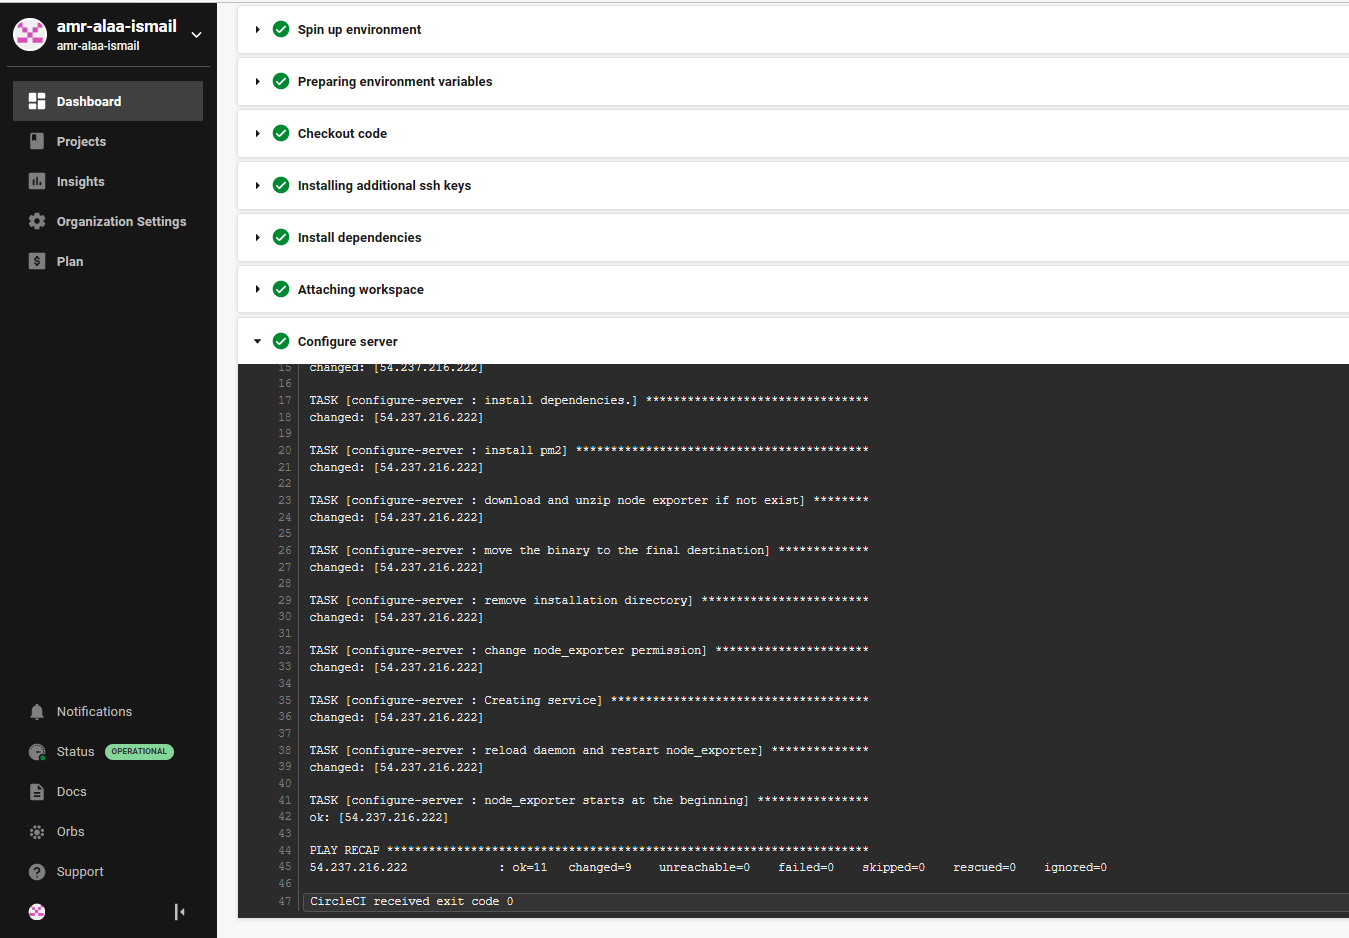 amr-alaa-ismail
amr-alaa-ismail
Dashboard
Projects
Insights
Organization Settings
Plan
Notifications
Status OPERATIONAL
Docs
Orbs
Support
Spin up environment
Preparing environment variables
Checkout code
Installing additional ssh keys
Install dependencies
Attaching workspace
Configure server
15 changed: [54.237.216.222]
16
17 TASK [configure-server : install dependencies.] ********************************
18 changed: [54.237.216.222]
19
20 TASK [configure-server : install pm2] ******************************************
21 changed: [54.237.216.222]
22
23 TASK [configure-server : download and unzip node exporter if not exist] ********
24 changed: [54.237.216.222]
25
26 TASK [configure-server : move the binary to the final destination] *************
27 changed: [54.237.216.222]
28
29 TASK [configure-server : remove installation directory] ************************
30 changed: [54.237.216.222]
31
32 TASK [configure-server : change node_exporter permission] **********************
33 changed: [54.237.216.222]
34
35 TASK [configure-server : Creating service] *************************************
36 changed: [54.237.216.222]
37
38 TASK [configure-server : reload daemon and restart node_exporter] **************
39 changed: [54.237.216.222]
40
41 TASK [configure-server : node_exporter starts at the beginning] ****************
42 ok: [54.237.216.222]
43
44 PLAY RECAP *********************************************************************
45 54.237.216.222 : ok=11 changed=9 unreachable=0 failed=0 skipped=0 rescued=0 ignored=0
46
47 CircleCI received exit code 0